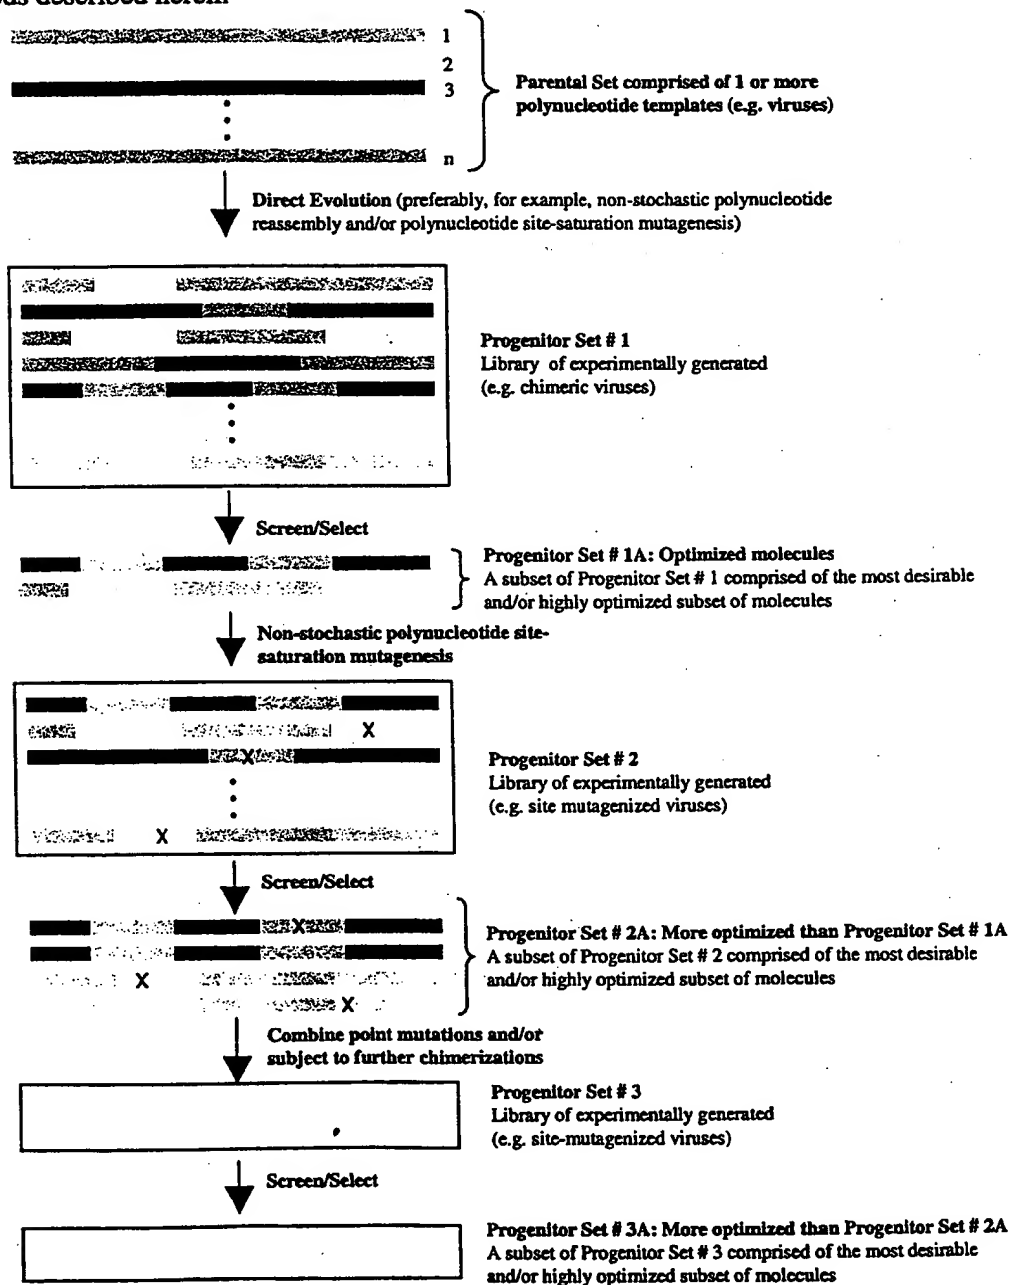 1
2
3
n
Parental Set comprised of 1 or more
polynucleotide templates (e.g. viruses)
Direct Evolution (preferably, for example, non-stochastic polynucleotide
reassembly and/or polynucleotide site-saturation mutagenesis)
Progenitor Set # 1
Library of experimentally generated
(e.g. chimeric viruses)
Screen/Select
Progenitor Set # 1A: Optimized molecules
A subset of Progenitor Set # 1 comprised of the most desirable
and/or highly optimized subset of molecules
Non-stochastic polynucleotide site-
saturation mutagenesis
X
X
X
Progenitor Set # 2
Library of experimentally generated
(e.g. site mutagenized viruses)
Screen/Select
X
X
X
Progenitor Set # 2A: More optimized than Progenitor Set # 1A
A subset of Progenitor Set # 2 comprised of the most desirable
and/or highly optimized subset of molecules
Combine point mutations and/or
subject to further chimerizations
Progenitor Set # 3
Library of experimentally generated
(e.g. site-mutagenized viruses)
Screen/Select
Progenitor Set # 3A: More optimized than Progenitor Set # 2A
A subset of Progenitor Set # 3 comprised of the most desirable
and/or highly optimized subset of molecules